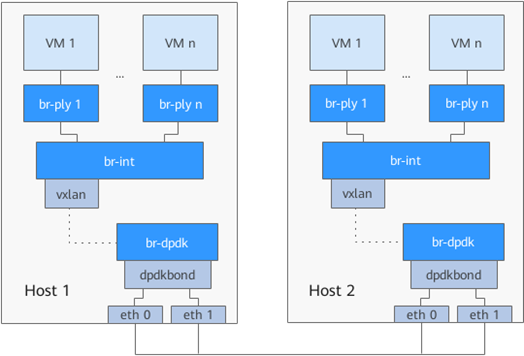 VM 1
...
VM n
br-ply 1
br-ply n
br-int
vxlan
br-dpdk
dpdkbond
Host 1
eth 0
eth 1
VM 1
...
VM n
br-ply 1
br-ply n
br-int
vxlan
br-dpdk
dpdkbond
Host 2
eth 0
eth 1